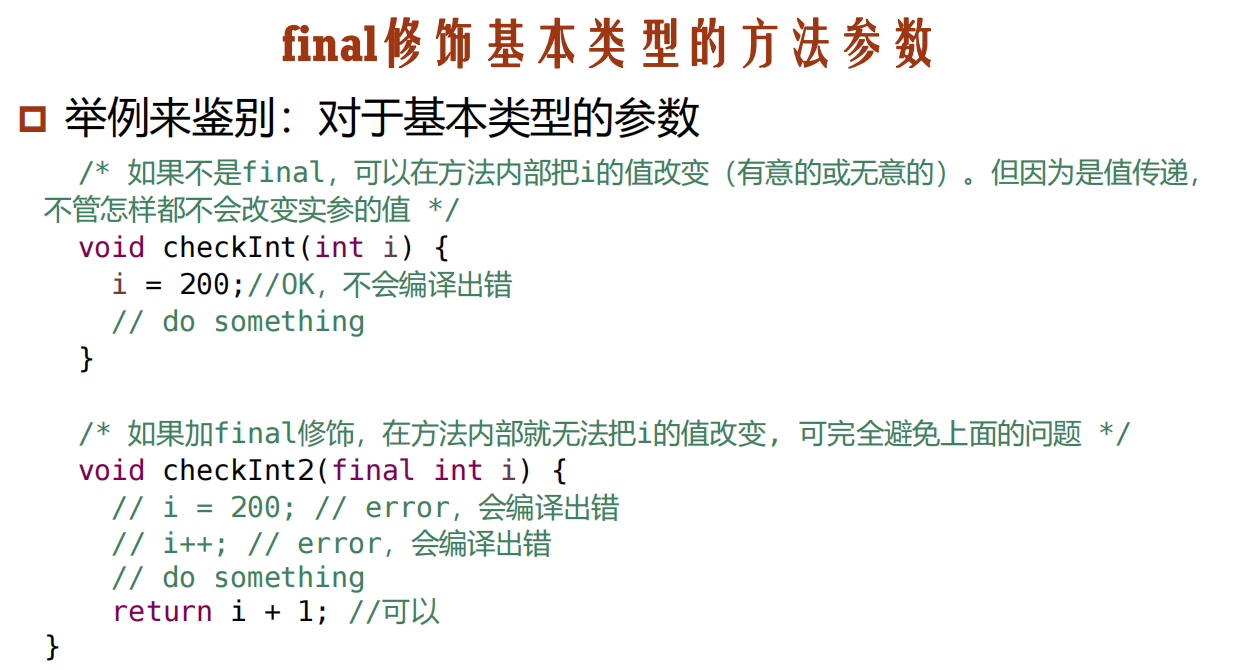 final修饰基本类型的方法参数
举例来鉴别：对于基本类型的参数
/* 如果不是final，可以在方法内部把i的值改变（有意的或无意的）。但因为是值传递，
不管怎样都不会改变实参的值 */
void checkInt(int i) {
i = 200;//OK，不会编译出错
// do something
}
/* 如果加final修饰，在方法内部就无法把i的值改变, 可完全避免上面的问题 */
void checkInt2(final int i) {
// i = 200; // error，会编译出错
// i++; // error，会编译出错
// do something
return i + 1; //可以
}